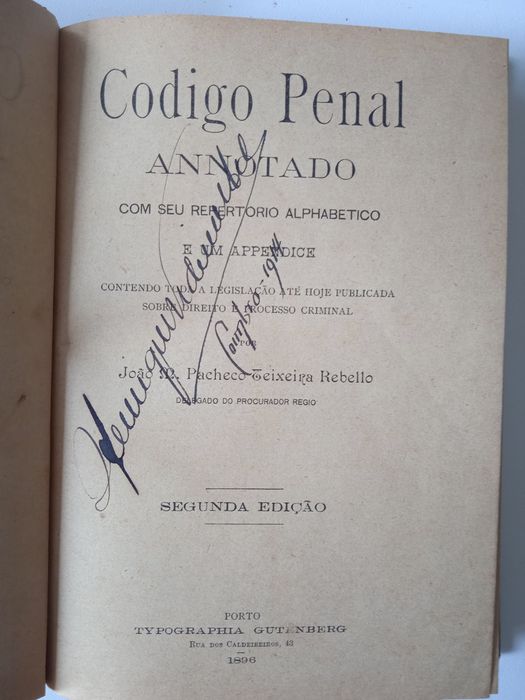 Codigo Penal
ANNOTADO
COM SEU REPERTORIO ALPHABETICO
E UM APPENDICE
CONTENDO TODA A LEGISLAÇÃO ATÉ HOJE PUBLICADA
SOBRE DIREITO E PROCESSO CRIMINAL
POR
João M. Pacheco Teixeira Rebello
DELEGADO DO PROCURADOR REGIO
Coimbra-1914
SEGUNDA EDIÇÃO
PORTO
TYPOGRAPHIA GUTENBERG
RUA DOS CALDEIREIROS, 43
1896